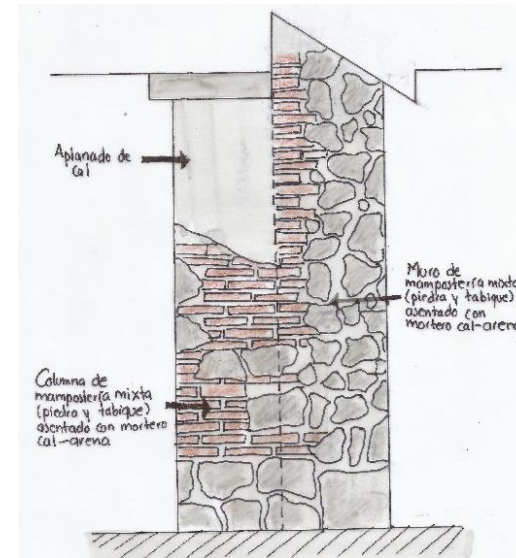 Aplanado de
cal
Muro de
mampostería mixta
(piedra y tabique)
asentado con
mortero cal-arena
Columna de
mampostería mixta
(piedra y tabique)
asentado con mortero
cal-arena